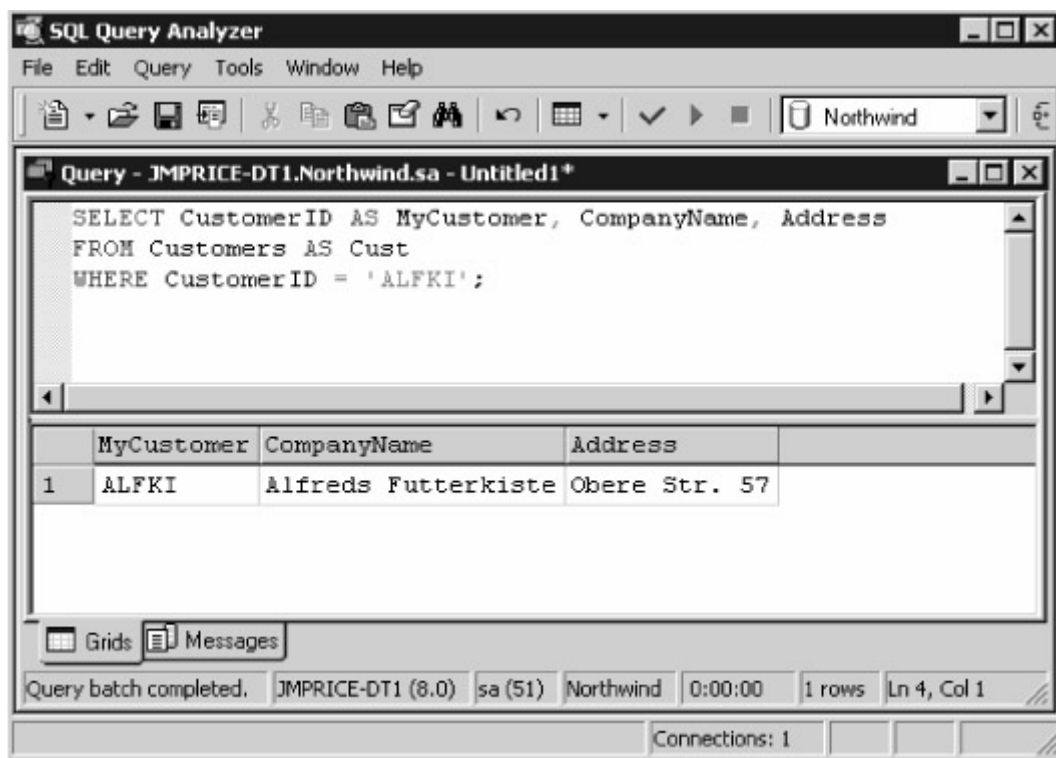 SQL Query Analyzer
File Edit Query Tools Window Help
Northwind
Query - JMPRICE-DT1.Northwind.sa - Untitled1*
SELECT CustomerID AS MyCustomer, CompanyName, Address
FROM Customers AS Cust
WHERE CustomerID = 'ALFKI';
MyCustomer CompanyName Address
1 ALFKI Alfreds Futterkiste Obere Str. 57
Grids Messages
Query batch completed. JMPRICE-DT1 (8.0) sa (51) Northwind 0:00:00 1 rows Ln 4, Col 1
Connections: 1